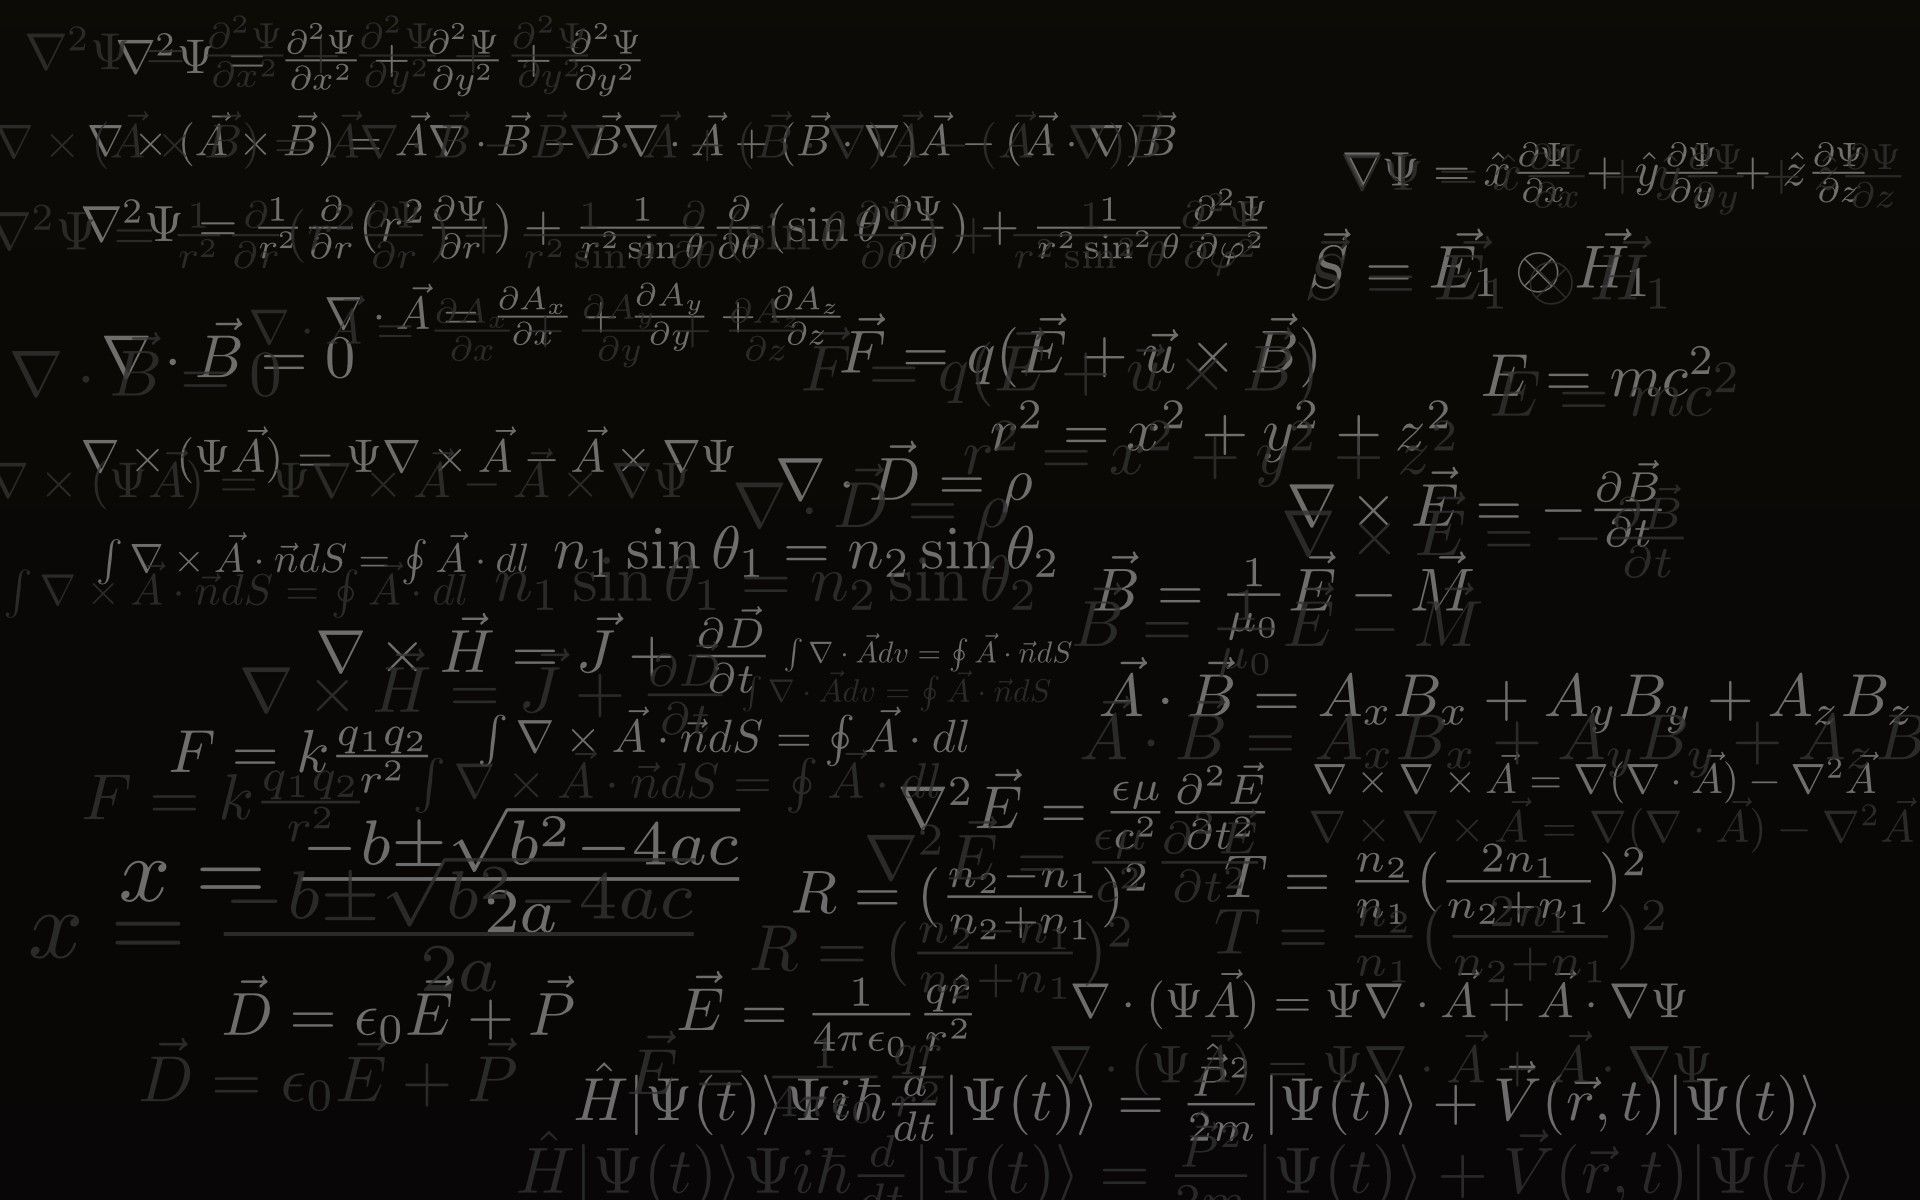 ∇²Ψ = ∂²Ψ/∂x² + ∂²Ψ/∂y² + ∂²Ψ/∂y²
∇ × (A⃗ × B⃗) = A⃗∇ · B⃗ − B⃗∇ · A⃗ + (B⃗ · ∇)A⃗ − (A⃗ · ∇)B⃗
∇Ψ = x̂ ∂Ψ/∂x + ŷ ∂Ψ/∂y + ẑ ∂Ψ/∂z
∇²Ψ = 1/r² ∂/∂r (r² ∂Ψ/∂r) + 1/(r² sin θ) ∂/∂θ (sin θ ∂Ψ/∂θ) + 1/(r² sin² θ) ∂²Ψ/∂φ²
S⃗ = E⃗₁ ⊗ H⃗₁
∇ · A⃗ = ∂Aₓ/∂x + ∂A_y/∂y + ∂A_z/∂z
∇ · B⃗ = 0
F⃗ = q(E⃗ + u⃗ × B⃗)
E = mc²
r² = x² + y² + z²
∇ × (ΨA⃗) = Ψ∇ × A⃗ − A⃗ × ∇Ψ
∇ · D⃗ = ρ
∇ × E⃗ = −∂B⃗/∂t
∫ ∇ × A⃗ · n⃗dS = ∮ A⃗ · dl
n₁ sin θ₁ = n₂ sin θ₂
B⃗ = 1/μ₀ E⃗ − M⃗
∇ × H⃗ = J⃗ + ∂D⃗/∂t
∫ ∇ · A⃗dv = ∮ A⃗ · n⃗dS
A⃗ · B⃗ = AₓBₓ + A_yB_y + A_zB_z
F = k q₁q₂/r²
∫ ∇ × A⃗ · n⃗dS = ∮ A⃗ · dl
∇²E⃗ = ϵμ/c² ∂²E⃗/∂t²
∇ × ∇ × A⃗ = ∇(∇ · A⃗) − ∇²A⃗
x = (−b±√(b²−4ac))/2a
R = ((n₂−n₁)/(n₂+n₁))²
T = n₂/n₁ (2n₁/(n₂+n₁))²
D⃗ = ϵ₀E⃗ + P⃗
E⃗ = 1/(4πϵ₀) qr̂/r²
∇ · (ΨA⃗) = Ψ∇ · A⃗ + A⃗ · ∇Ψ
Ĥ|Ψ(t)⟩Ψiħ d/dt |Ψ(t)⟩ = P̂⃗²/2m |Ψ(t)⟩ + V⃗(r⃗, t)|Ψ(t)⟩